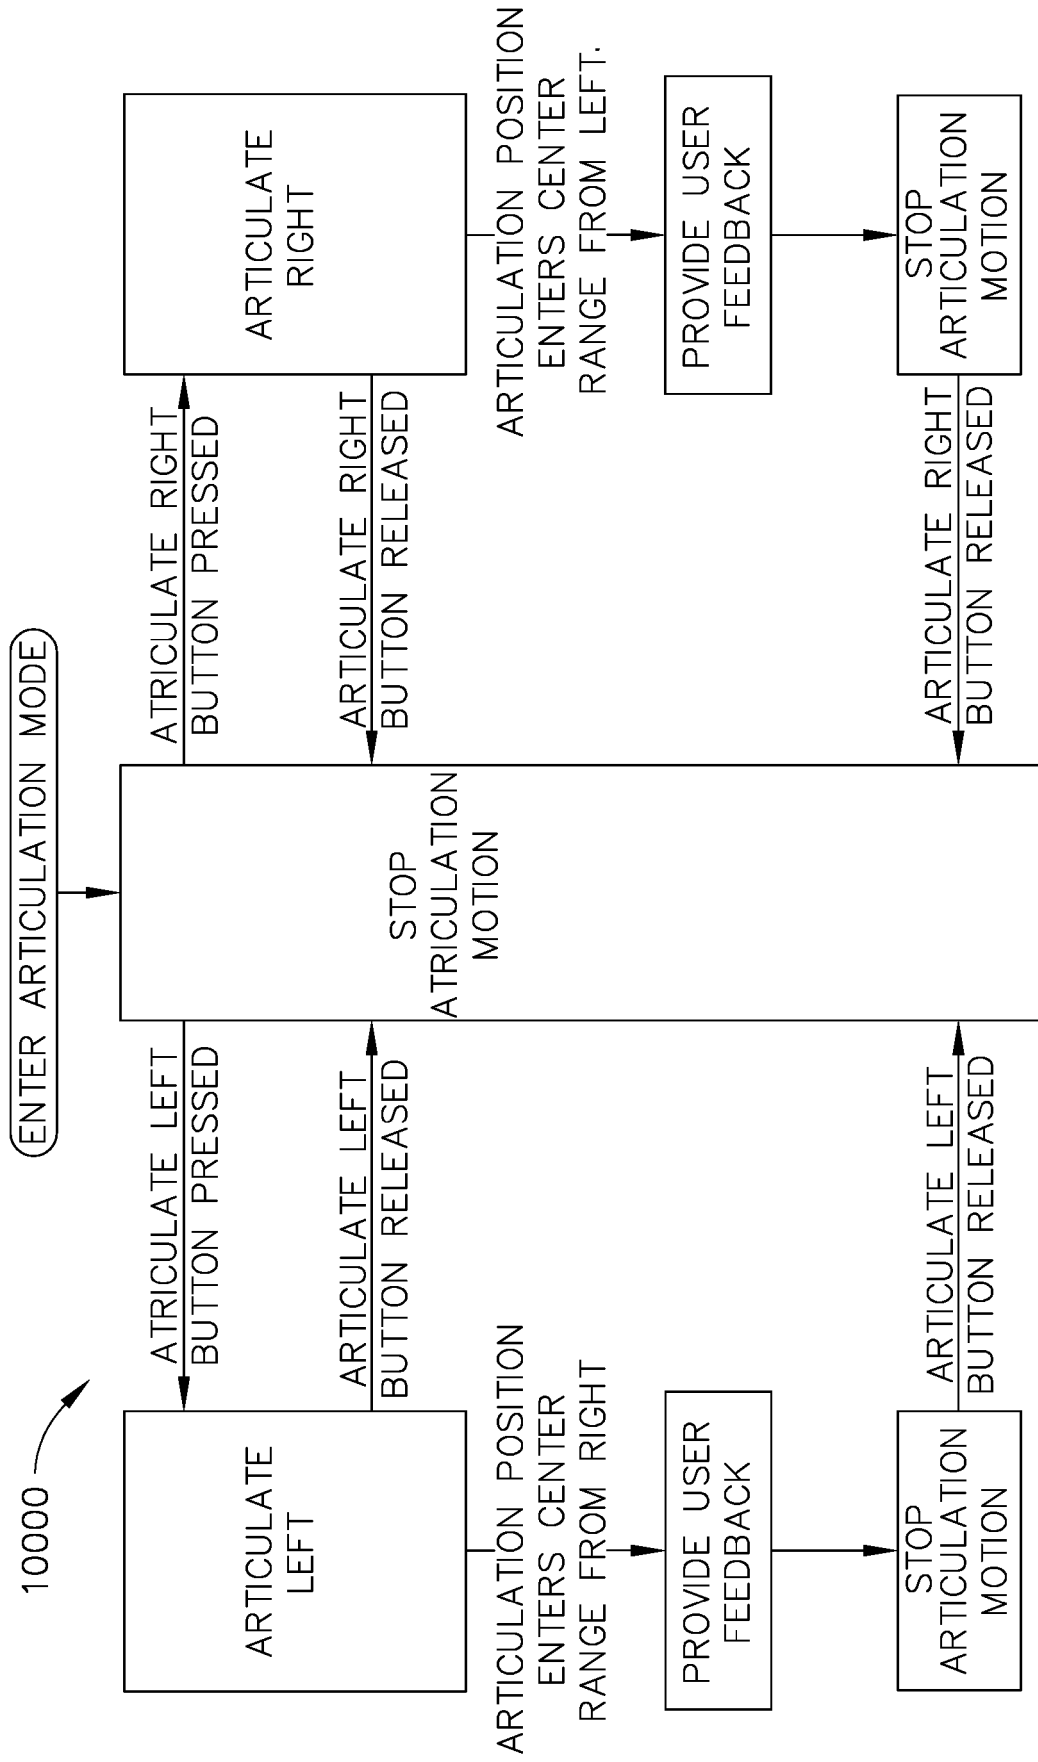 10000
ENTER ARTICULATION MODE
ARTICULATE
LEFT
ATRICULATE LEFT
BUTTON PRESSED
ARTICULATE LEFT
BUTTON RELEASED
STOP
ATRICULATION
MOTION
ATRICULATE RIGHT
BUTTON PRESSED
ARTICULATE RIGHT
BUTTON RELEASED
ARTICULATE
RIGHT
ARTICULATION POSITION
ENTERS CENTER
RANGE FROM RIGHT
ARTICULATION POSITION
ENTERS CENTER
RANGE FROM LEFT.
PROVIDE USER
FEEDBACK
PROVIDE USER
FEEDBACK
STOP
ARTICULATION
MOTION
ARTICULATE LEFT
BUTTON RELEASED
ARTICULATE RIGHT
BUTTON RELEASED
STOP
ARTICULATION
MOTION